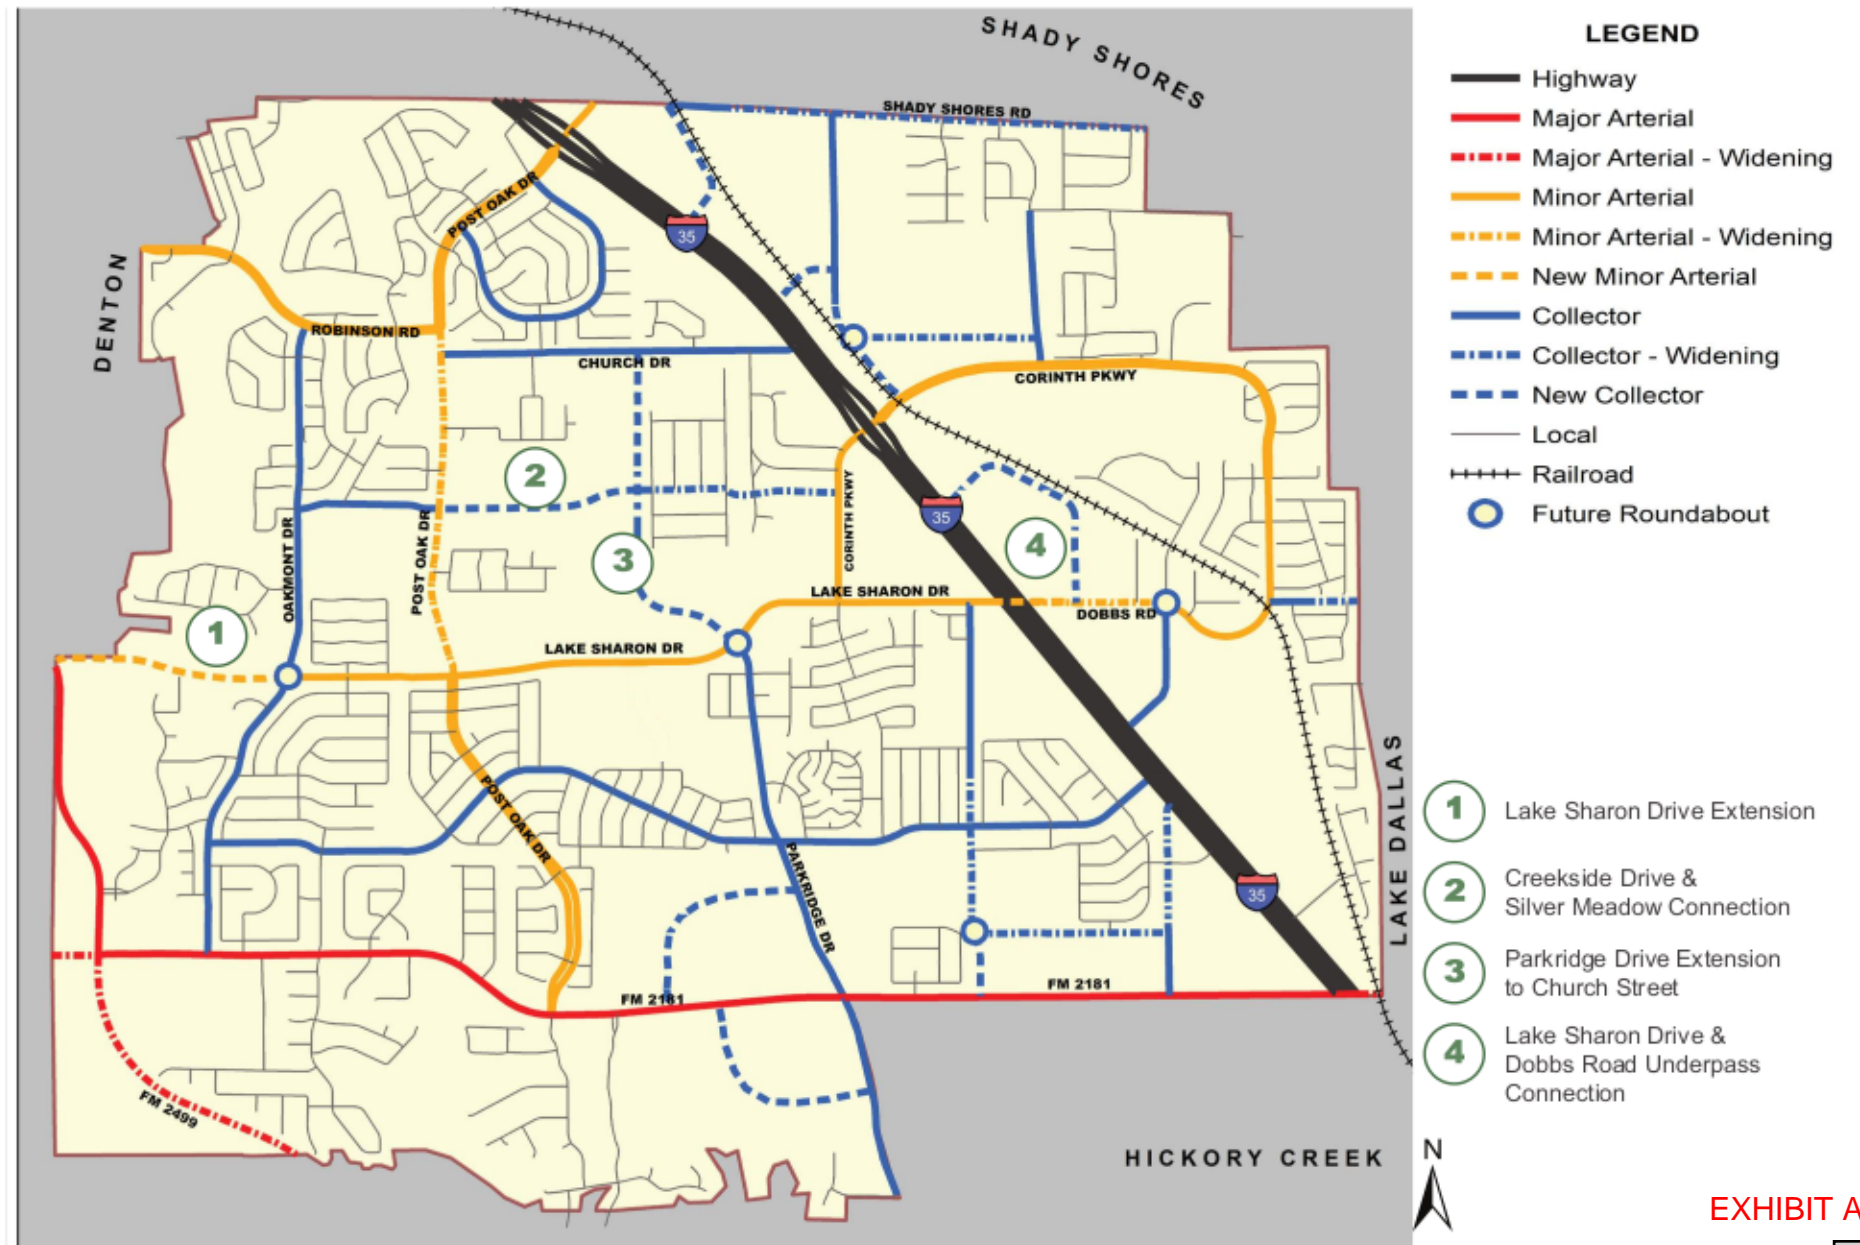 SHADY SHORES
SHADY SHORES RD
POST OAK DR
35
DENTON
ROBINSON RD
CHURCH DR
CORINTH PKWY
2
35
4
CORINTH PKWY
OAKMONT DR
POST OAK DR
3
1
LAKE SHARON DR
DOBBS RD
LAKE SHARON DR
POST OAK DR
PARKRIDGE DR
35
LAKE DALLAS
FM 2181
FM 2181
FM 2499
HICKORY CREEK
LEGEND
Highway
Major Arterial
Major Arterial - Widening
Minor Arterial
Minor Arterial - Widening
New Minor Arterial
Collector
Collector - Widening
New Collector
Local
Railroad
Future Roundabout
1 Lake Sharon Drive Extension
2 Creekside Drive &
Silver Meadow Connection
3 Parkridge Drive Extension
to Church Street
4 Lake Sharon Drive &
Dobbs Road Underpass
Connection
N
EXHIBIT A